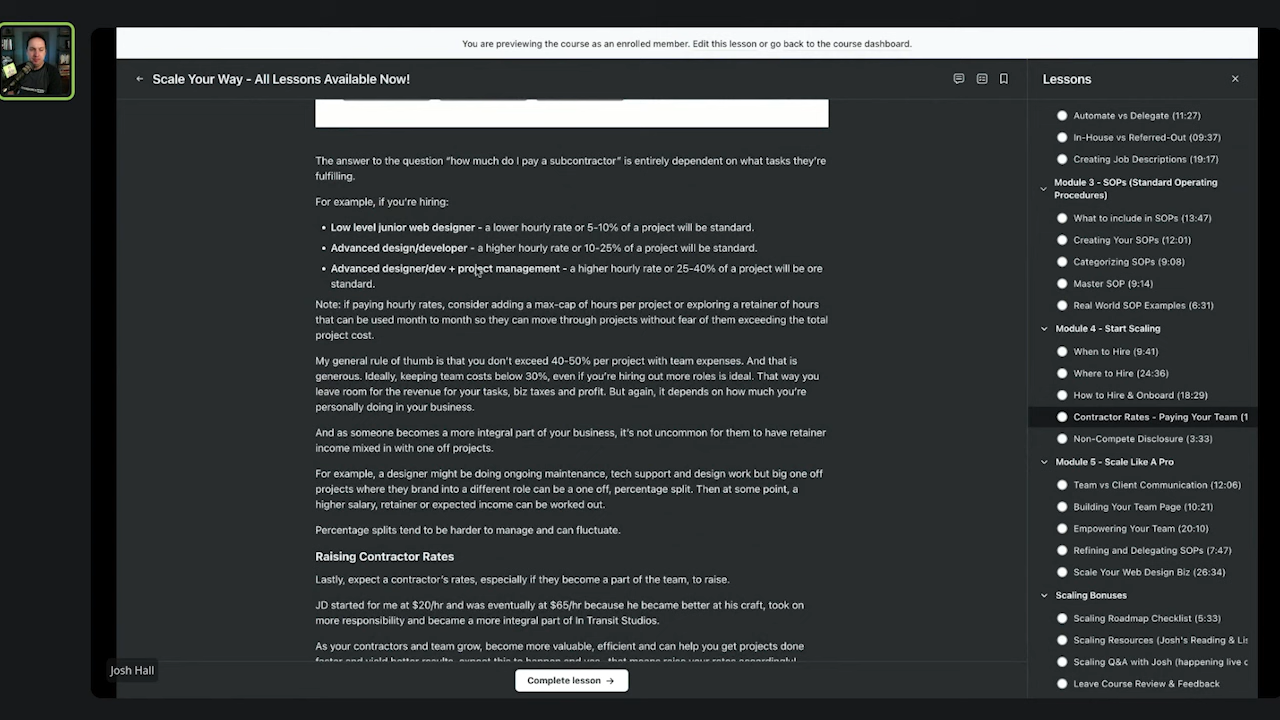 You are previewing the course as an enrolled member. Edit this lesson or go back to the course dashboard.
Scale Your Way - All Lessons Available Now!
The answer to the question "how much do I pay a subcontractor" is entirely dependent on what tasks they're
fulfilling.
For example, if you're hiring:
• Low level junior web designer - a lower hourly rate or 5-10% of a project will be standard.
• Advanced design/developer - a higher hourly rate or 10-25% of a project will be standard.
• Advanced designer/dev + project management - a higher hourly rate or 25-40% of a project will be ore
standard.
Note: if paying hourly rates, consider adding a max-cap of hours per project or exploring a retainer of hours
that can be used month to month so they can move through projects without fear of them exceeding the total
project cost.
My general rule of thumb is that you don't exceed 40-50% per project with team expenses. And that is
generous. Ideally, keeping team costs below 30%, even if you're hiring out more roles is ideal. That way you
leave room for the revenue for your tasks, biz taxes and profit. But again, it depends on how much you're
personally doing in your business.
And as someone becomes a more integral part of your business, it's not uncommon for them to have retainer
income mixed in with one off projects.
For example, a designer might be doing ongoing maintenance, tech support and design work but big one off
projects where they brand into a different role can be a one off, percentage split. Then at some point, a
higher salary, retainer or expected income can be worked out.
Percentage splits tend to be harder to manage and can fluctuate.
Raising Contractor Rates
Lastly, expect a contractor's rates, especially if they become a part of the team, to raise.
JD started for me at $20/hr and was eventually at $65/hr because he became better at his craft, took on
more responsibility and became a more integral part of In Transit Studios.
As your contractors and team grow, become more valuable, efficient and can help you get projects done
Complete lesson →
Josh Hall
Lessons
Automate vs Delegate (11:27)
In-House vs Referred-Out (09:37)
Creating Job Descriptions (19:17)
Module 3 - SOPs (Standard Operating
Procedures)
What to include in SOPs (13:47)
Creating Your SOPs (12:01)
Categorizing SOPs (9:08)
Master SOP (9:14)
Real World SOP Examples (6:31)
Module 4 - Start Scaling
When to Hire (9:41)
Where to Hire (24:36)
How to Hire & Onboard (18:29)
Contractor Rates - Paying Your Team (1
Non-Compete Disclosure (3:33)
Module 5 - Scale Like A Pro
Team vs Client Communication (12:06)
Building Your Team Page (10:21)
Empowering Your Team (20:10)
Refining and Delegating SOPs (7:47)
Scale Your Web Design Biz (26:34)
Scaling Bonuses
Scaling Roadmap Checklist (5:33)
Scaling Resources (Josh's Reading & Lis
Scaling Q&A with Josh (happening live
Leave Course Review & Feedback